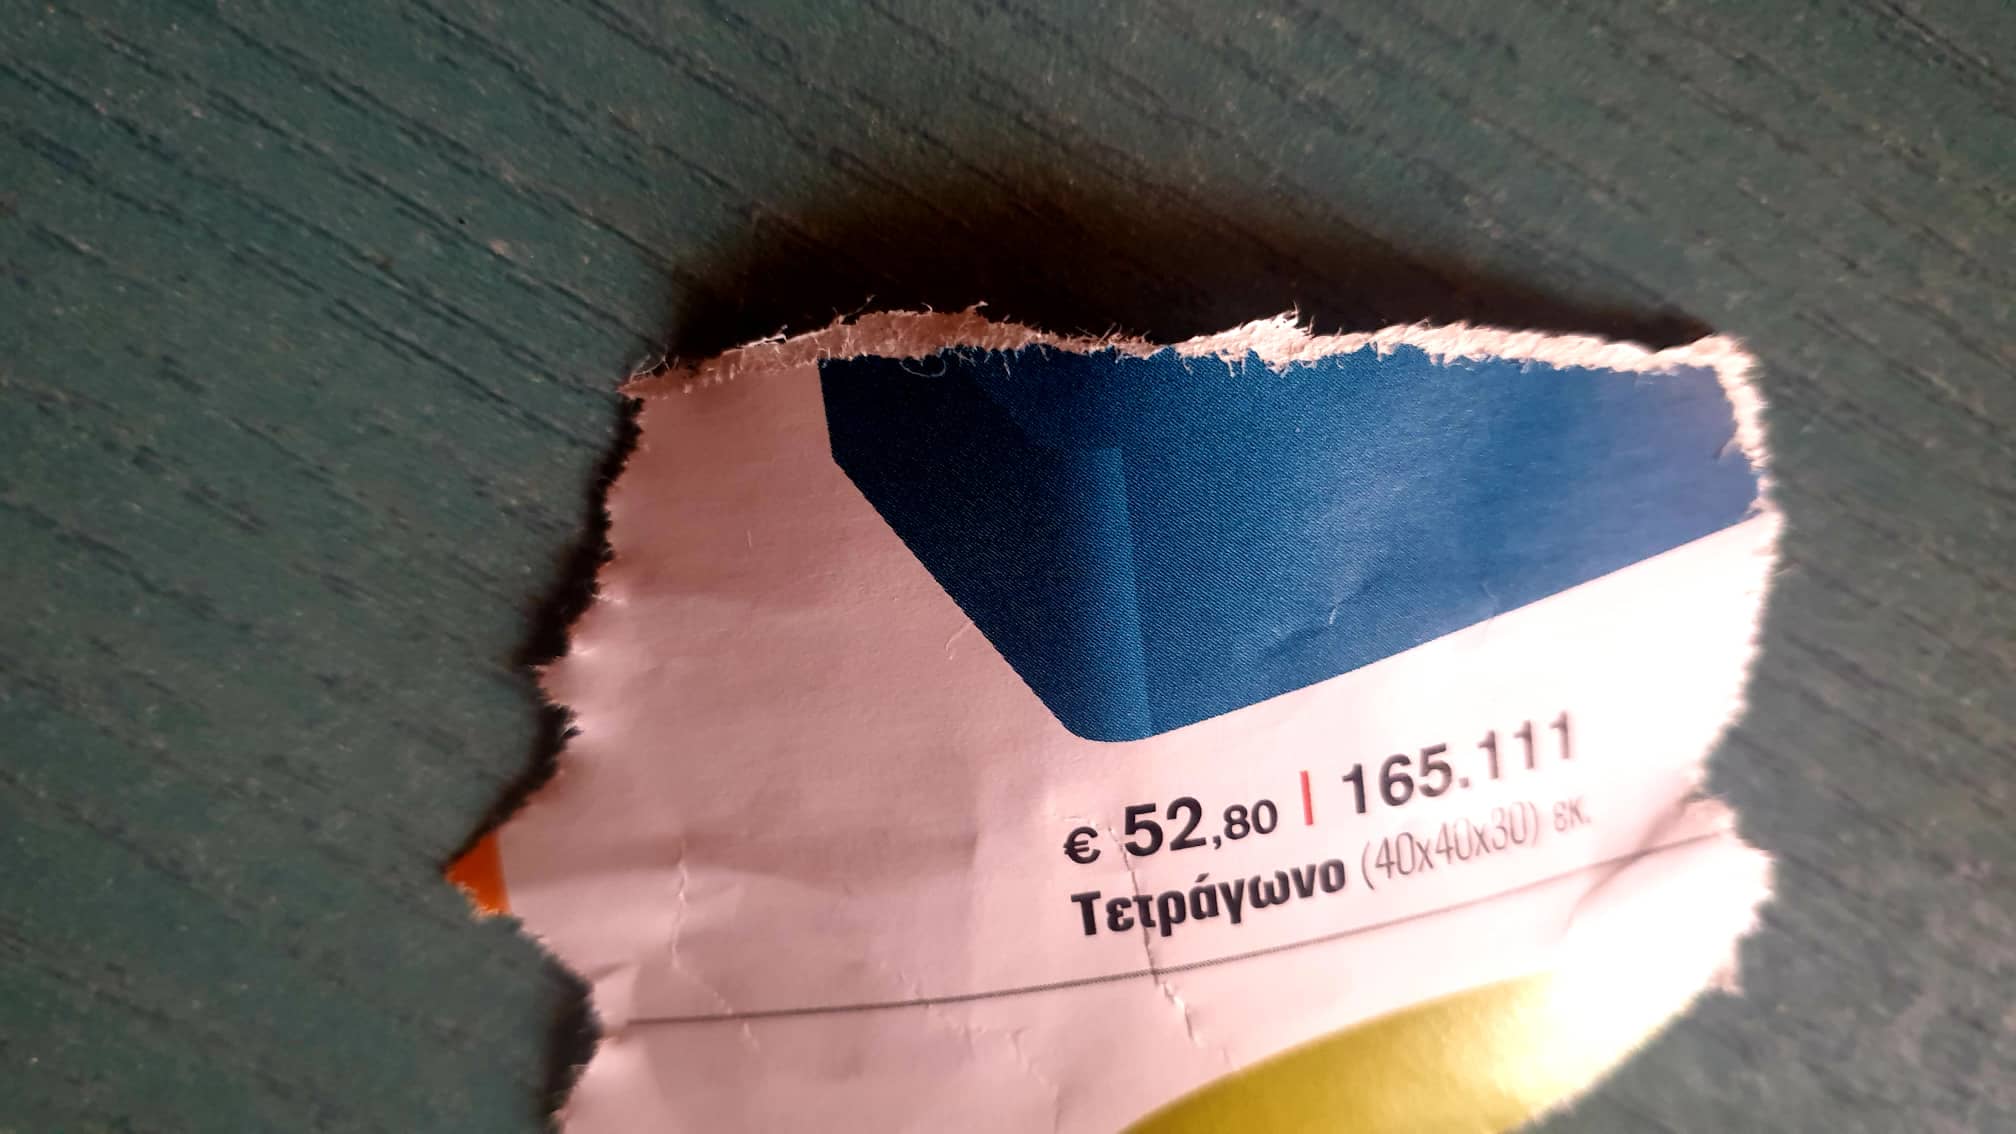 € 52,80 | 165.111
Τετράγωνο (40x40x30) εκ.